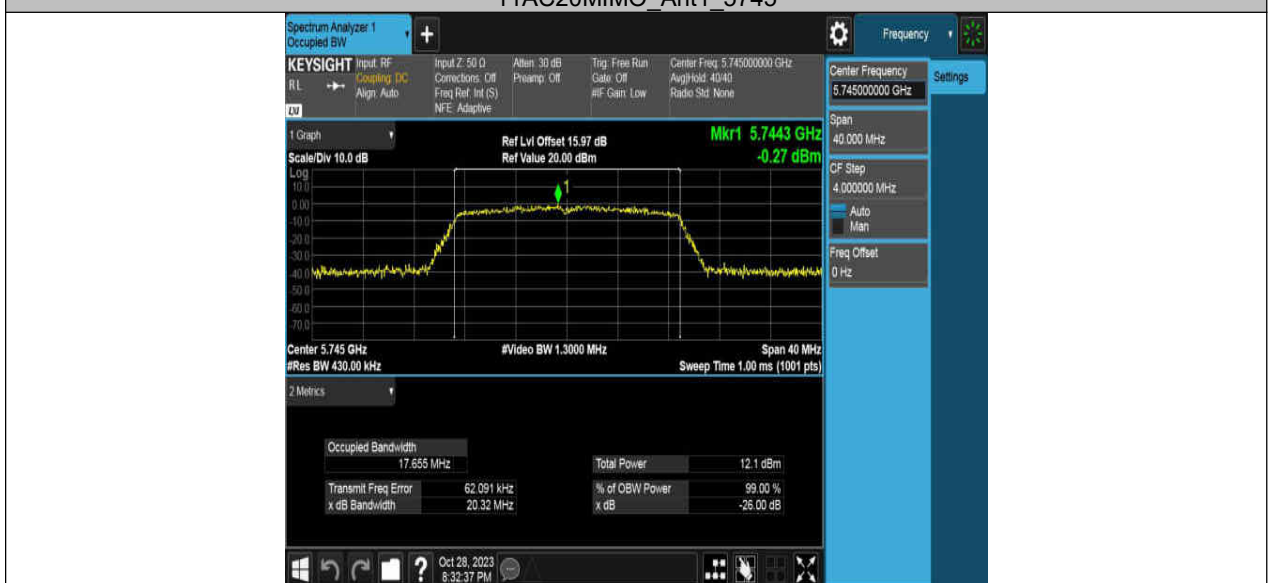 11AC20MIMO_Ant1_5745
Spectrum Analyzer 1
Occupied BW
+
Frequency
KEYSIGHT
RL
LXI
Input: RF
Coupling: DC
Align: Auto
Input Z: 50 Ω
Corrections: Off
Freq Ref: Int (S)
NFE: Adaptive
Atten: 30 dB
Preamp: Off
Trig: Free Run
Gate: Off
#IF Gain: Low
Center Freq: 5.745000000 GHz
Avg|Hold: 40/40
Radio Std: None
Center Frequency
5.745000000 GHz
Settings
Span
40.000 MHz
CF Step
4.000000 MHz
Auto
Man
Freq Offset
0 Hz
1 Graph
Scale/Div 10.0 dB
Ref Lvl Offset 15.97 dB
Ref Value 20.00 dBm
Mkr1 5.7443 GHz
-0.27 dBm
Log
10.0
0.00
-10.0
-20.0
-30.0
-40.0
-50.0
-60.0
-70.0
1
Center 5.745 GHz
#Res BW 430.00 kHz
#Video BW 1.3000 MHz
Span 40 MHz
Sweep Time 1.00 ms (1001 pts)
2 Metrics
Occupied Bandwidth
17.655 MHz
Total Power 12.1 dBm
Transmit Freq Error 62.091 kHz
% of OBW Power 99.00 %
x dB Bandwidth 20.32 MHz
x dB -26.00 dB
?
Oct 28, 2023
8:32:37 PM